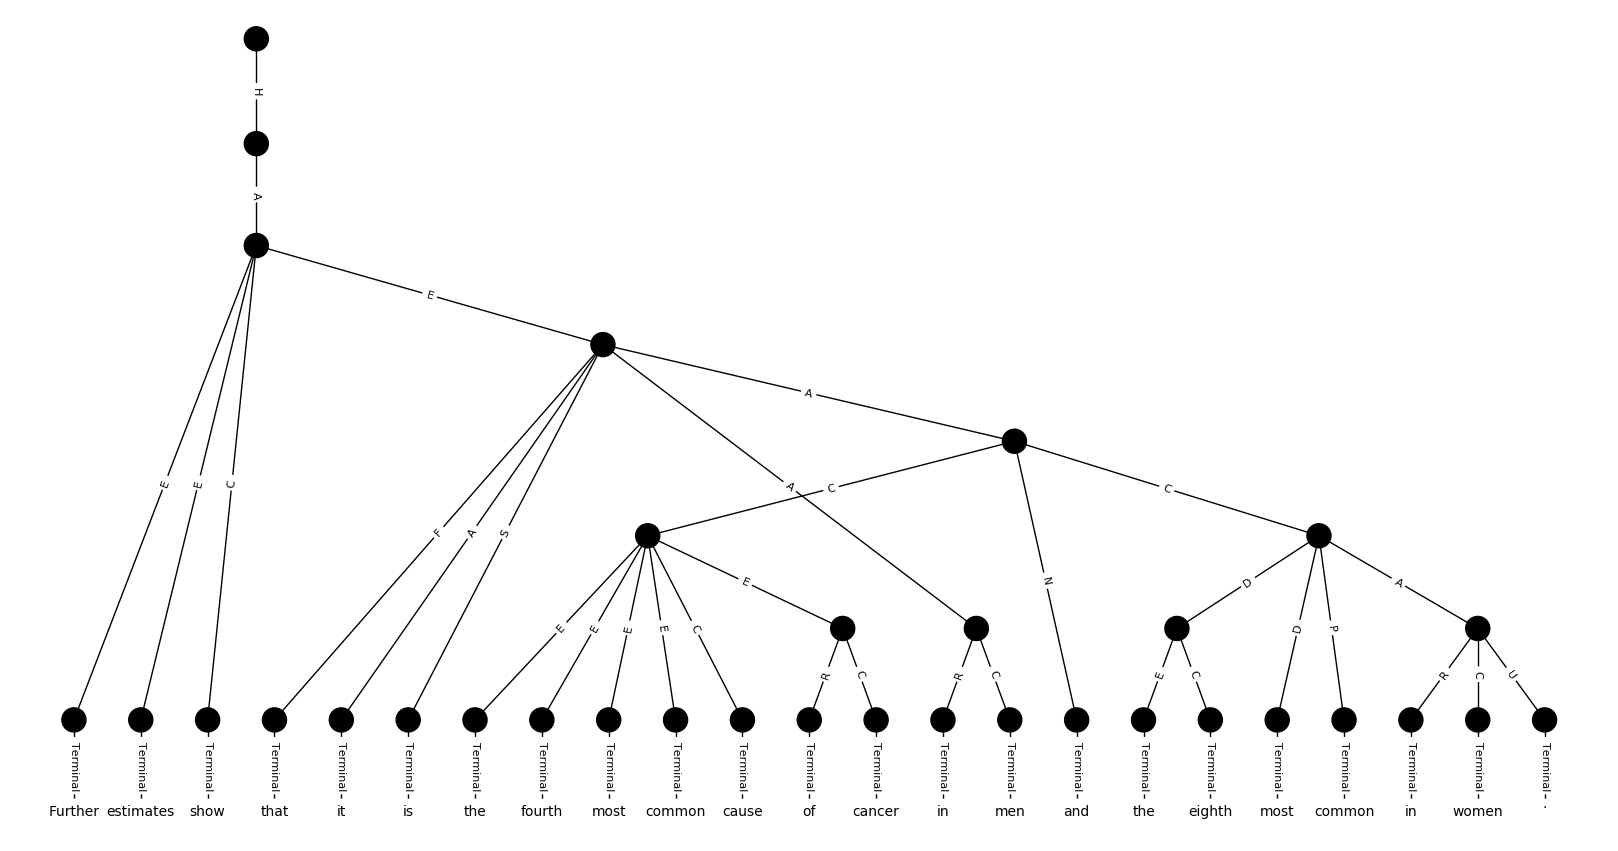 H
A
E
A
E E C
F A S
A C
C
E
N
D
A
E E E E C
D P
R C
R C
E C
R C U
Terminal Terminal Terminal Terminal Terminal Terminal Terminal Terminal Terminal Terminal Terminal Terminal Terminal Terminal Terminal Terminal Terminal Terminal Terminal Terminal Terminal Terminal Terminal
Further estimates show that it is the fourth most common cause of cancer in men and the eighth most common in women .